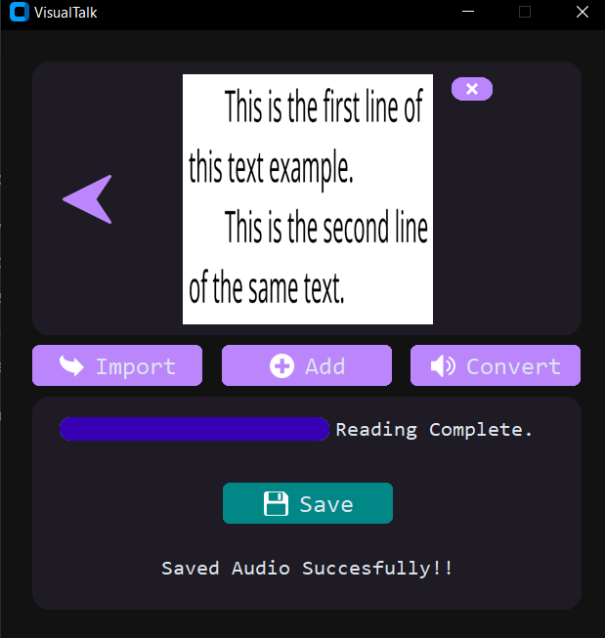 VisualTalk
This is the first line of
this text example.
This is the second line
of the same text.
Import
Add
Convert
Reading Complete.
Save
Saved Audio Succesfully!!